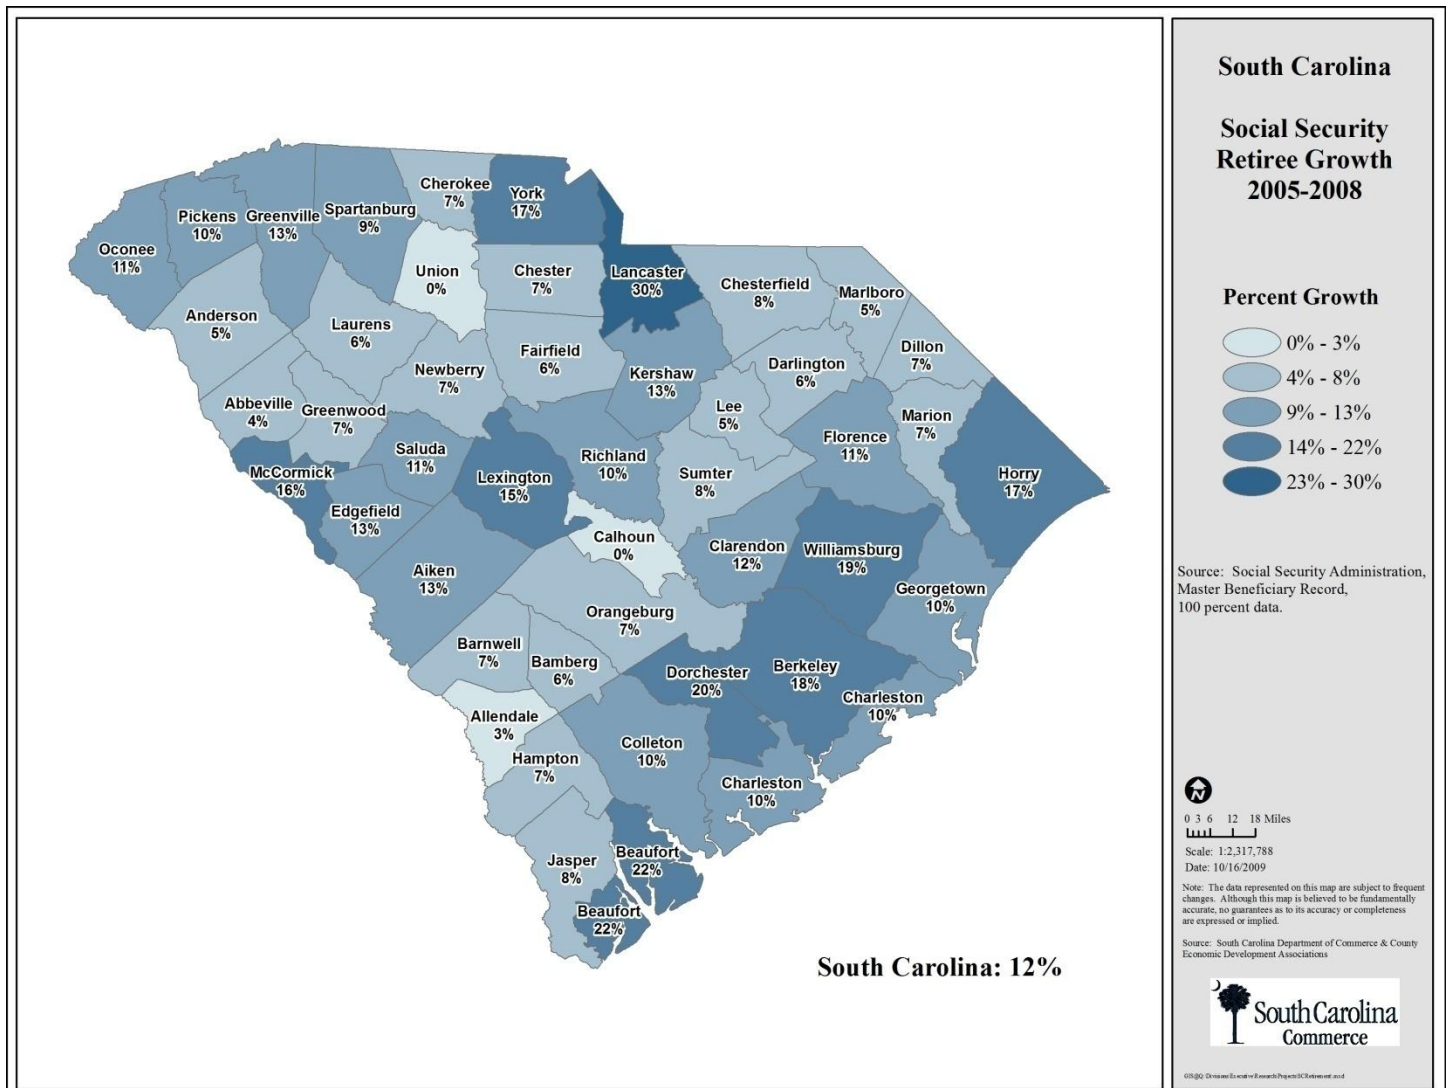 South Carolina
Social Security
Retiree Growth
2005-2008
Percent Growth
0% - 3%
4% - 8%
9% - 13%
14% - 22%
23% - 30%
Source: Social Security Administration,
Master Beneficiary Record,
100 percent data.
N
0 3 6 12 18 Miles
Scale: 1:2,317,788
Date: 10/16/2009
Note: The data represented on this map are subject to frequent
changes. Although this map is believed to be fundamentally
accurate, no guarantees as to its accuracy or completeness
are expressed or implied.
Source: South Carolina Department of Commerce & County
Economic Development Associations
South Carolina
Commerce
Cherokee
7%
York
17%
Spartanburg
9%
Greenville
13%
Pickens
10%
Oconee
11%
Union
0%
Chester
7%
Lancaster
30%
Chesterfield
8%
Marlboro
5%
Anderson
5%
Laurens
6%
Newberry
7%
Fairfield
6%
Kershaw
13%
Darlington
6%
Dillon
7%
Abbeville
4%
Greenwood
7%
Lee
5%
Marion
7%
Florence
11%
Saluda
11%
Richland
10%
Sumter
8%
Horry
17%
McCormick
16%
Lexington
15%
Edgefield
13%
Calhoun
0%
Clarendon
12%
Williamsburg
19%
Aiken
13%
Georgetown
10%
Orangeburg
7%
Barnwell
7%
Bamberg
6%
Dorchester
20%
Berkeley
18%
Charleston
10%
Allendale
3%
Colleton
10%
Hampton
7%
Charleston
10%
Jasper
8%
Beaufort
22%
Beaufort
22%
South Carolina: 12%